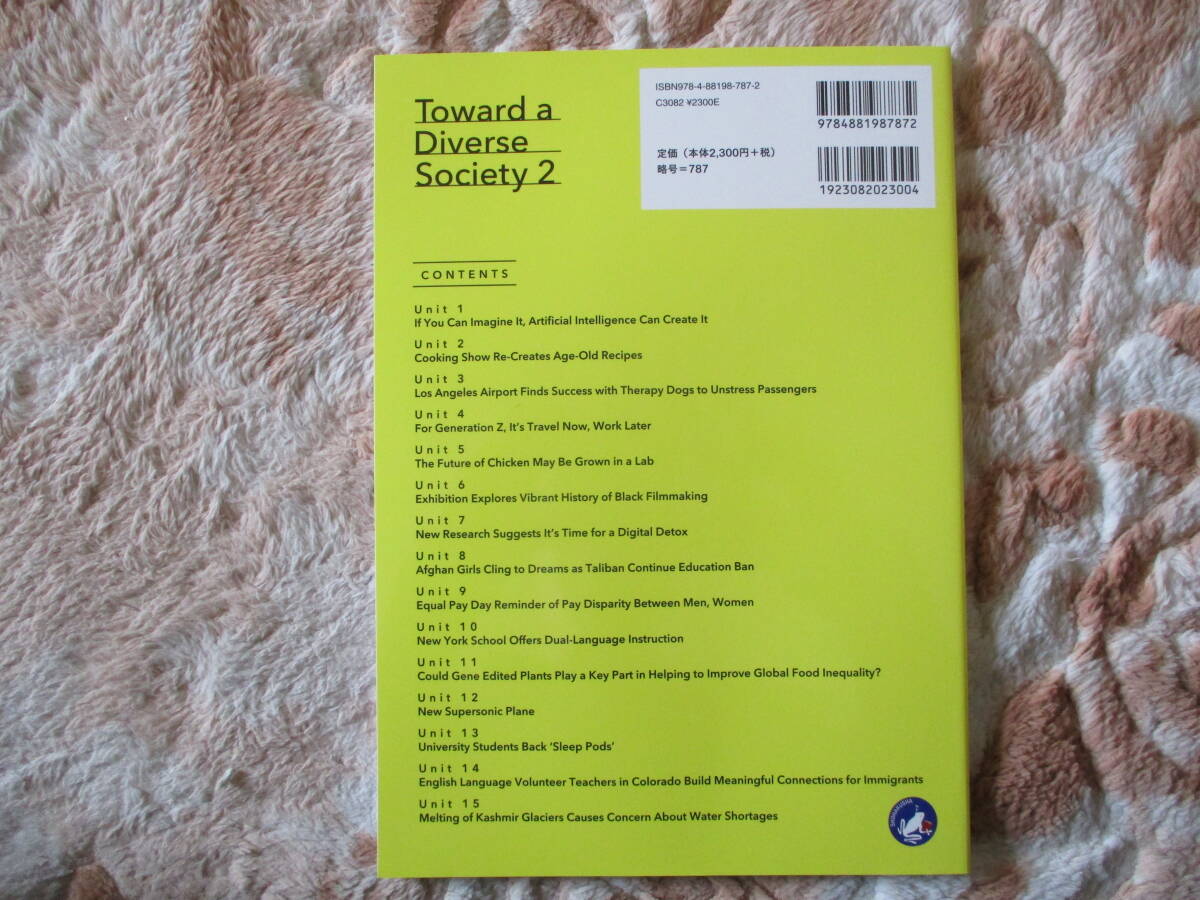 Toward a
Diverse
Society 2
ISBN978-4-88198-787-2
C3082 ¥2300E
9784881987872
定価(本体2,300円+税)
略号=787
1923082023004
CONTENTS
Unit 1
If You Can Imagine It, Artificial Intelligence Can Create It
Unit 2
Cooking Show Re-Creates Age-Old Recipes
Unit 3
Los Angeles Airport Finds Success with Therapy Dogs to Unstress Passengers
Unit 4
For Generation Z, It's Travel Now, Work Later
Unit 5
The Future of Chicken May Be Grown in a Lab
Unit 6
Exhibition Explores Vibrant History of Black Filmmaking
Unit 7
New Research Suggests It's Time for a Digital Detox
Unit 8
Afghan Girls Cling to Dreams as Taliban Continue Education Ban
Unit 9
Equal Pay Day Reminder of Pay Disparity Between Men, Women
Unit 10
New York School Offers Dual-Language Instruction
Unit 11
Could Gene Edited Plants Play a Key Part in Helping to Improve Global Food Inequality?
Unit 12
New Supersonic Plane
Unit 13
University Students Back 'Sleep Pods'
Unit 14
English Language Volunteer Teachers in Colorado Build Meaningful Connections for Immigrants
Unit 15
Melting of Kashmir Glaciers Causes Concern About Water Shortages